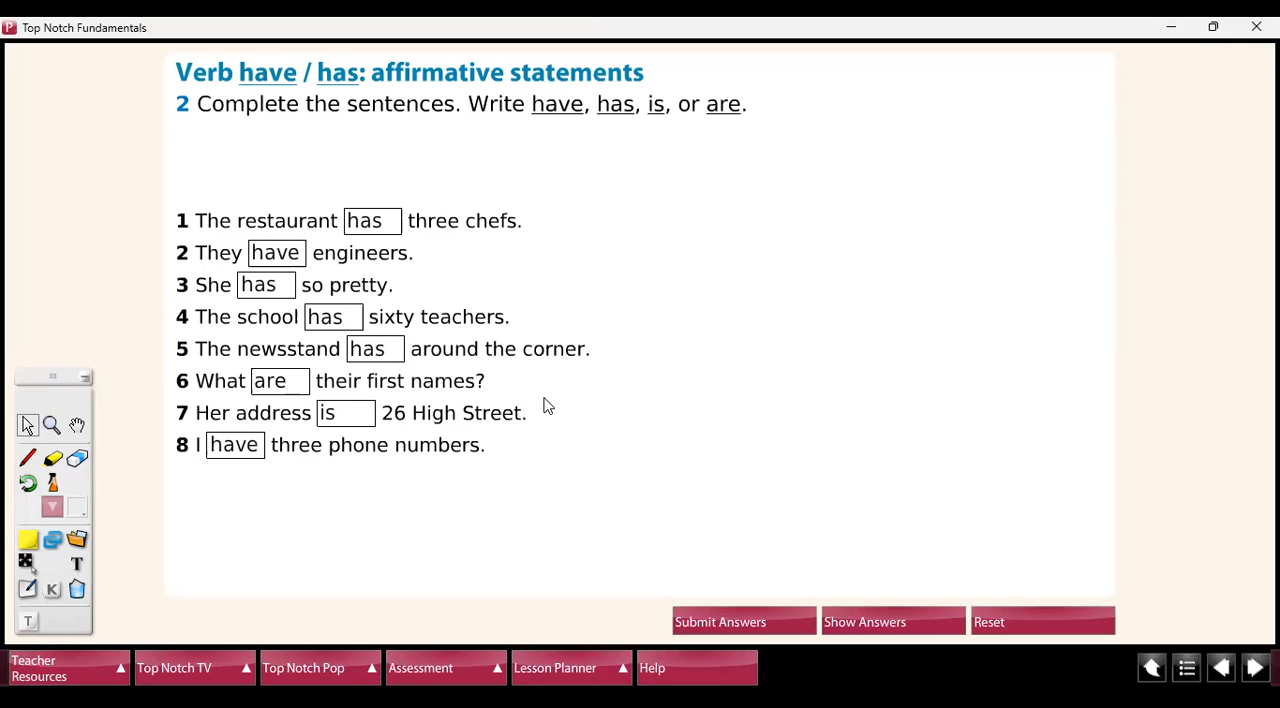 Top Notch Fundamentals
Verb have / has: affirmative statements
2 Complete the sentences. Write have, has, is, or are.
1 The restaurant has three chefs.
2 They have engineers.
3 She has so pretty.
4 The school has sixty teachers.
5 The newsstand has around the corner.
6 What are_ their first names?
7 Her address is 26 High Street.
8 I have three phone numbers.
T
K
T
Submit Answers
Show Answers
Reset
Teacher
Resources
Top Notch TV
Top Notch Pop
Assessment
Lesson Planner
Help